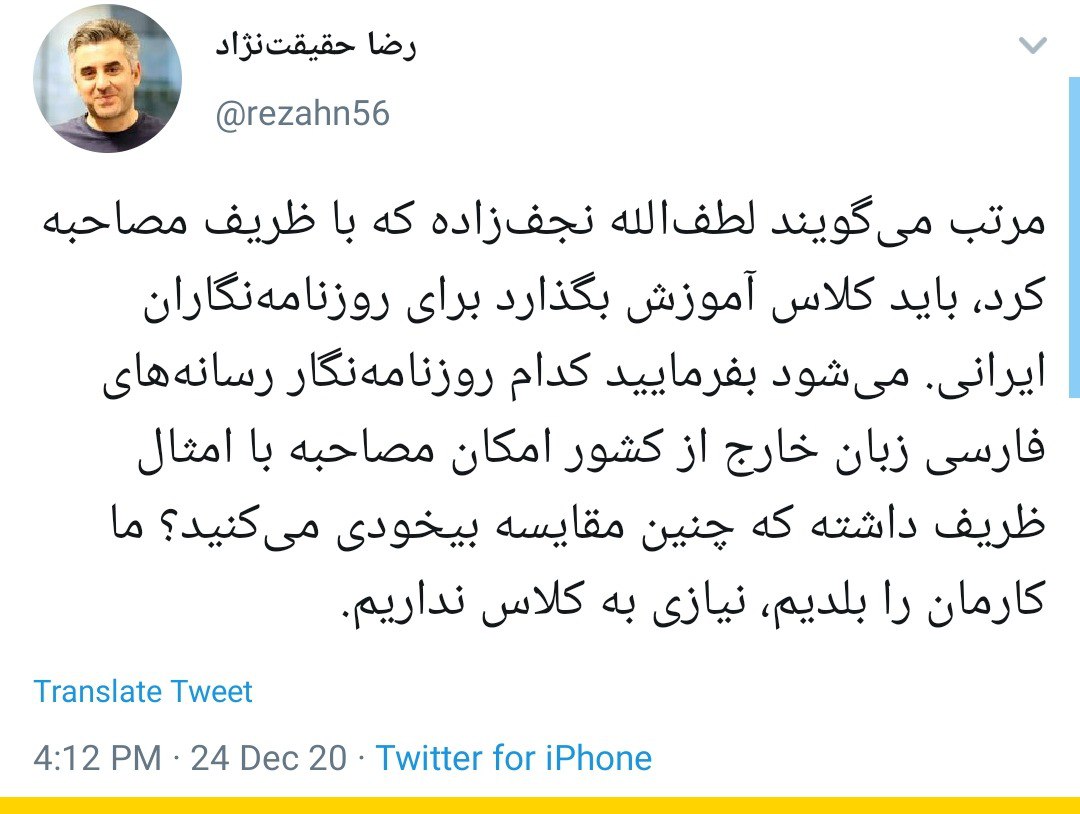 رضا حقیقت‌نژاد
@rezahn56
مرتب می‌گویند لطف‌الله نجف‌زاده که با ظریف مصاحبه
کرد، باید کلاس آموزش بگذارد برای روزنامه‌نگاران
ایرانی. می‌شود بفرمایید کدام روزنامه‌نگار رسانه‌های
فارسی زبان خارج از کشور امکان مصاحبه با امثال
ظریف داشته که چنین مقایسه بیخودی می‌کنید؟ ما
کارمان را بلدیم، نیازی به کلاس نداریم.
Translate Tweet
4:12 PM · 24 Dec 20 · Twitter for iPhone